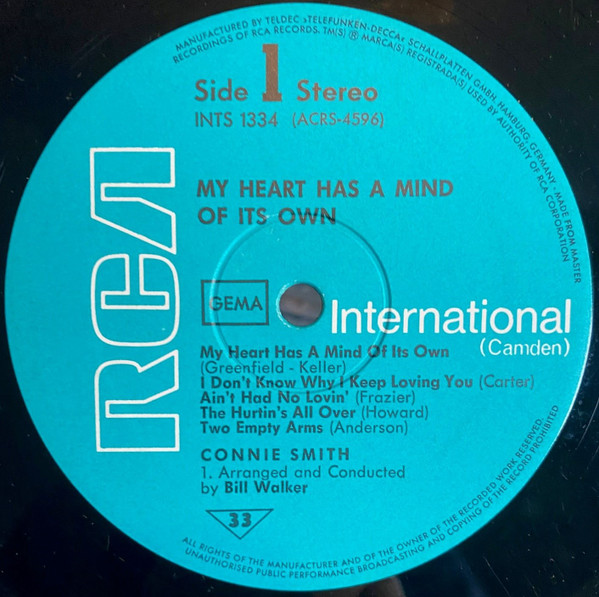 MANUFACTURED BY TELDEC »TELEFUNKEN-DECCA« SCHALLPLATTEN GMBH, HAMBURG, GERMANY - MADE FROM MASTER
RECORDINGS OF RCA RECORDS. TM(S) ® MARCA(S) REGISTRADA(S) USED BY AUTHORITY OF RCA CORPORATION
Side 1 Stereo
INTS 1334 (ACRS-4596)
RCA
MY HEART HAS A MIND
OF ITS OWN
GEMA
International
(Camden)
My Heart Has A Mind Of Its Own
(Greenfield - Keller)
I Don't Know Why I Keep Loving You (Carter)
Ain't Had No Lovin' (Frazier)
The Hurtin's All Over (Howard)
Two Empty Arms (Anderson)
CONNIE SMITH
1. Arranged and Conducted
by Bill Walker
33
ALL RIGHTS OF THE MANUFACTURER AND OF THE OWNER OF THE RECORDED WORK RESERVED.
UNAUTHORISED PUBLIC PERFORMANCE BROADCASTING AND COPYING OF THE RECORD PROHIBITED